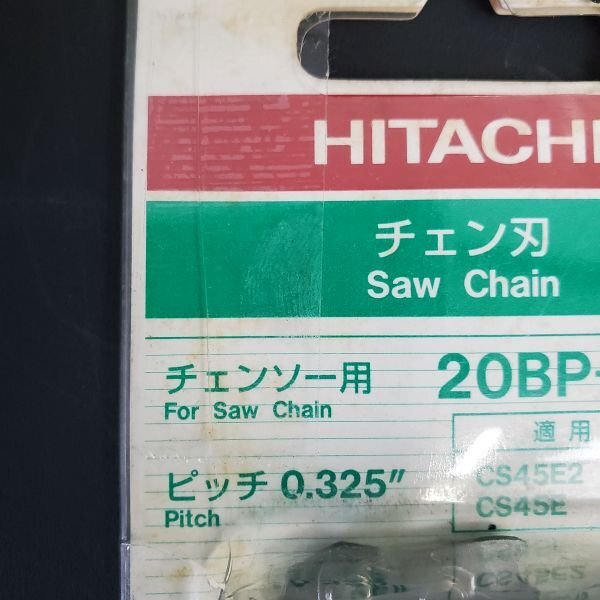 HITACHI
チェン刃
Saw Chain
チェンソー用
For Saw Chain
20BP-
適用
ピッチ 0.325"
Pitch
CS45E2
CS45E